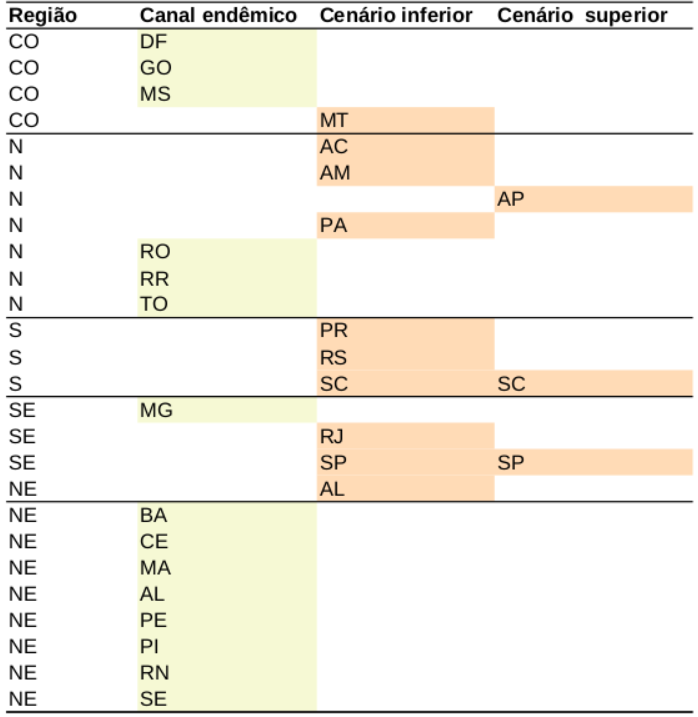 Região Canal endêmico Cenário inferior Cenário superior
CO DF
CO GO
CO MS
CO MT
N AC
N AM
N AP
N PA
N RO
N RR
N TO
S PR
S RS
S SC SC
SE MG
SE RJ
SE SP SP
NE AL
NE BA
NE CE
NE MA
NE AL
NE PE
NE PI
NE RN
NE SE